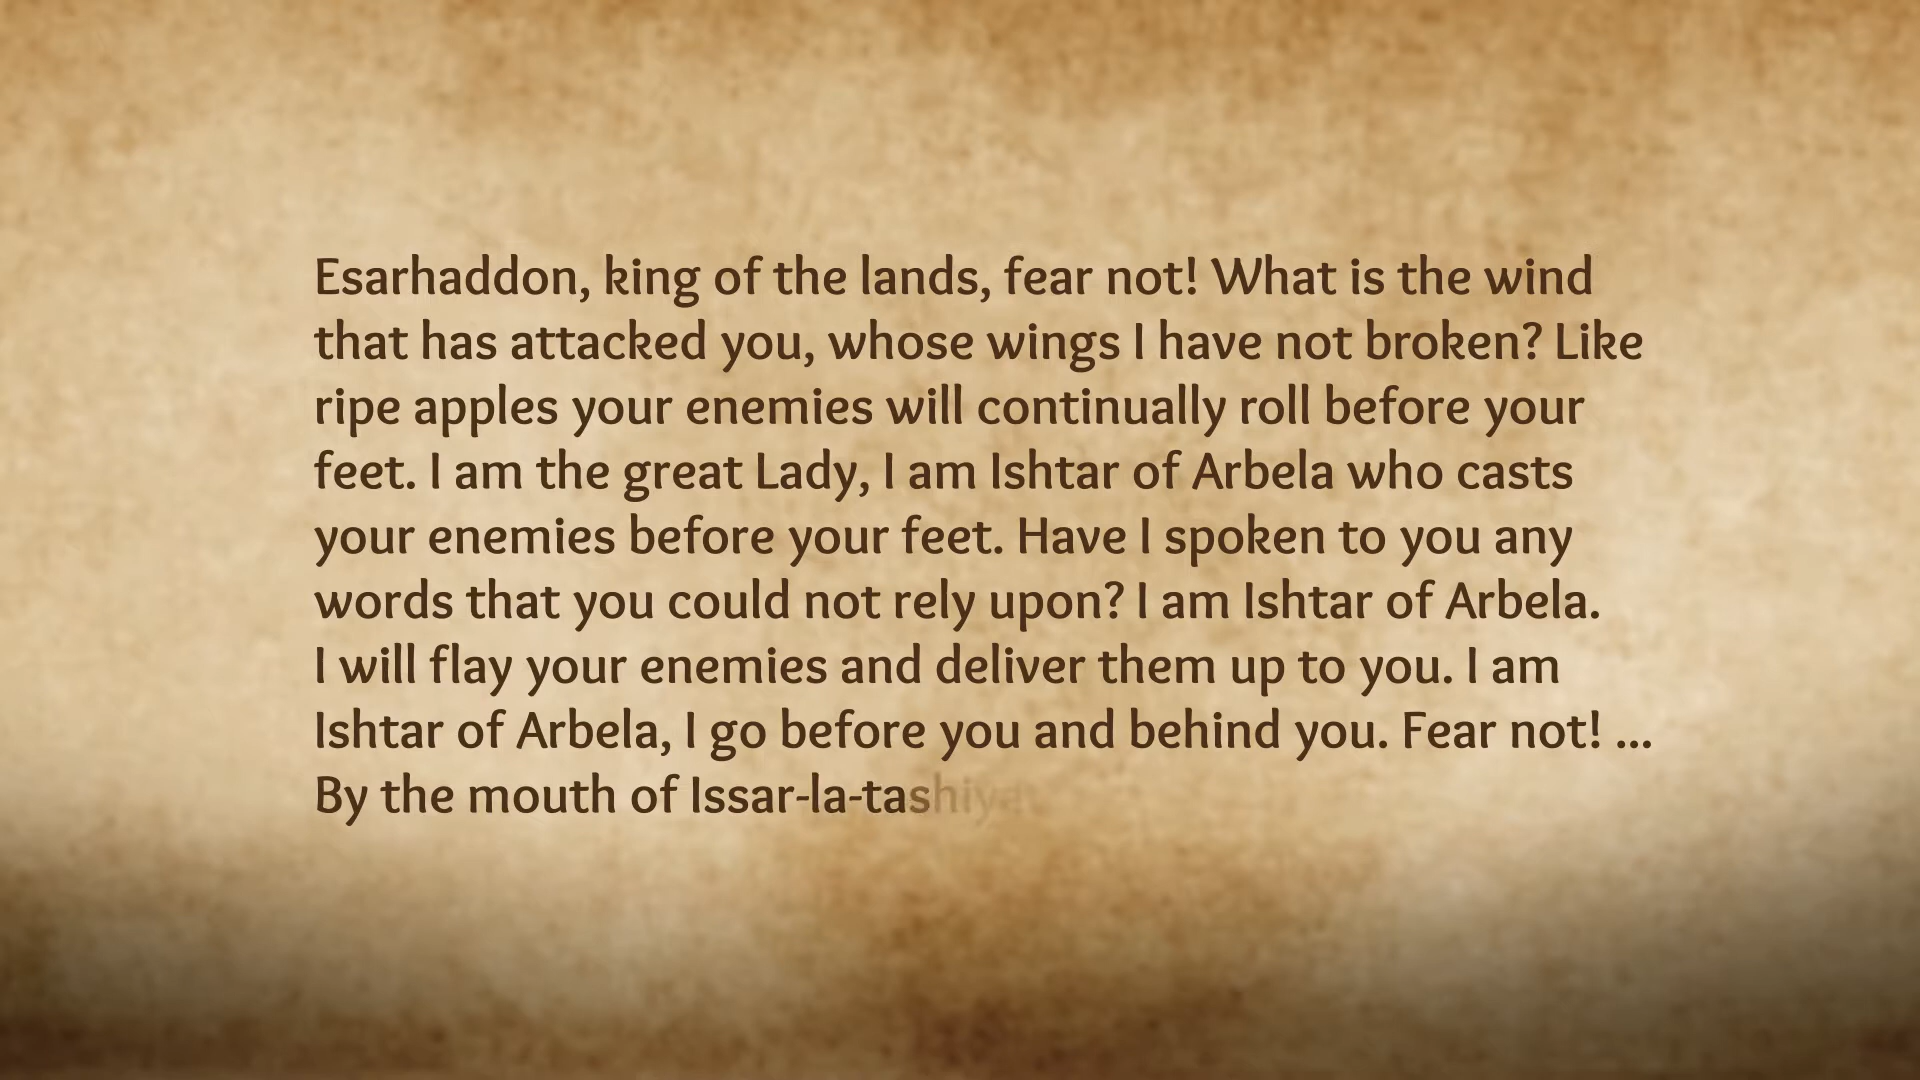 Esarhaddon, king of the lands, fear not! What is the wind
that has attacked you, whose wings I have not broken? Like
ripe apples your enemies will continually roll before your
feet. I am the great Lady, I am Ishtar of Arbela who casts
your enemies before your feet. Have I spoken to you any
words that you could not rely upon? I am Ishtar of Arbela.
I will flay your enemies and deliver them up to you. I am
Ishtar of Arbela, I go before you and behind you. Fear not! ...
By the mouth of